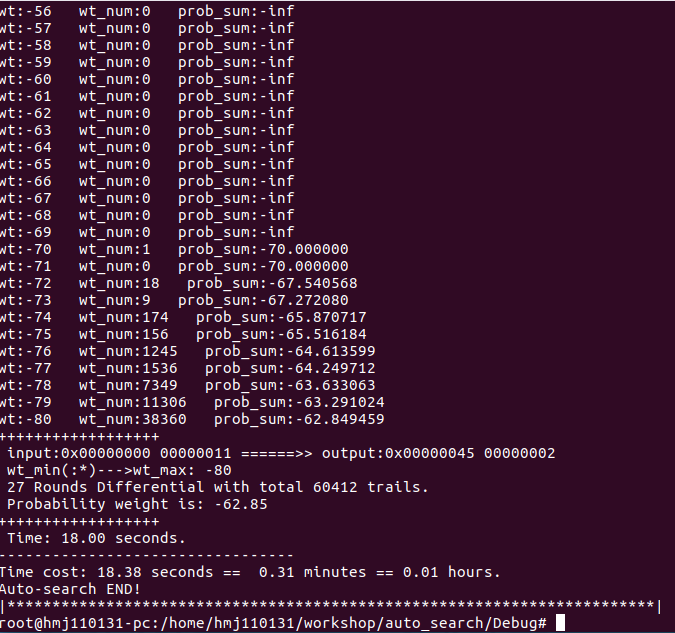 wt:-56   wt_num:0   prob_sum:-inf
wt:-57   wt_num:0   prob_sum:-inf
wt:-58   wt_num:0   prob_sum:-inf
wt:-59   wt_num:0   prob_sum:-inf
wt:-60   wt_num:0   prob_sum:-inf
wt:-61   wt_num:0   prob_sum:-inf
wt:-62   wt_num:0   prob_sum:-inf
wt:-63   wt_num:0   prob_sum:-inf
wt:-64   wt_num:0   prob_sum:-inf
wt:-65   wt_num:0   prob_sum:-inf
wt:-66   wt_num:0   prob_sum:-inf
wt:-67   wt_num:0   prob_sum:-inf
wt:-68   wt_num:0   prob_sum:-inf
wt:-69   wt_num:0   prob_sum:-inf
wt:-70   wt_num:1   prob_sum:-70.000000
wt:-71   wt_num:0   prob_sum:-70.000000
wt:-72   wt_num:18   prob_sum:-67.540568
wt:-73   wt_num:9   prob_sum:-67.272080
wt:-74   wt_num:174   prob_sum:-65.870717
wt:-75   wt_num:156   prob_sum:-65.516184
wt:-76   wt_num:1245   prob_sum:-64.613599
wt:-77   wt_num:1536   prob_sum:-64.249712
wt:-78   wt_num:7349   prob_sum:-63.633063
wt:-79   wt_num:11306   prob_sum:-63.291024
wt:-80   wt_num:38360   prob_sum:-62.849459
++++++++++++++++++
 input:0x00000000 00000011 ======>> output:0x00000045 00000002
 wt_min(:*)--->wt_max: -80
 27 Rounds Differential with total 60412 trails.
 Probability weight is: -62.85
++++++++++++++++++
 Time: 18.00 seconds.
---------------------------------
Time cost: 18.38 seconds ==  0.31 minutes == 0.01 hours.
Auto-search END!
|************************************************************************|
root@hmj110131-pc:/home/hmj110131/workshop/auto_search/Debug#